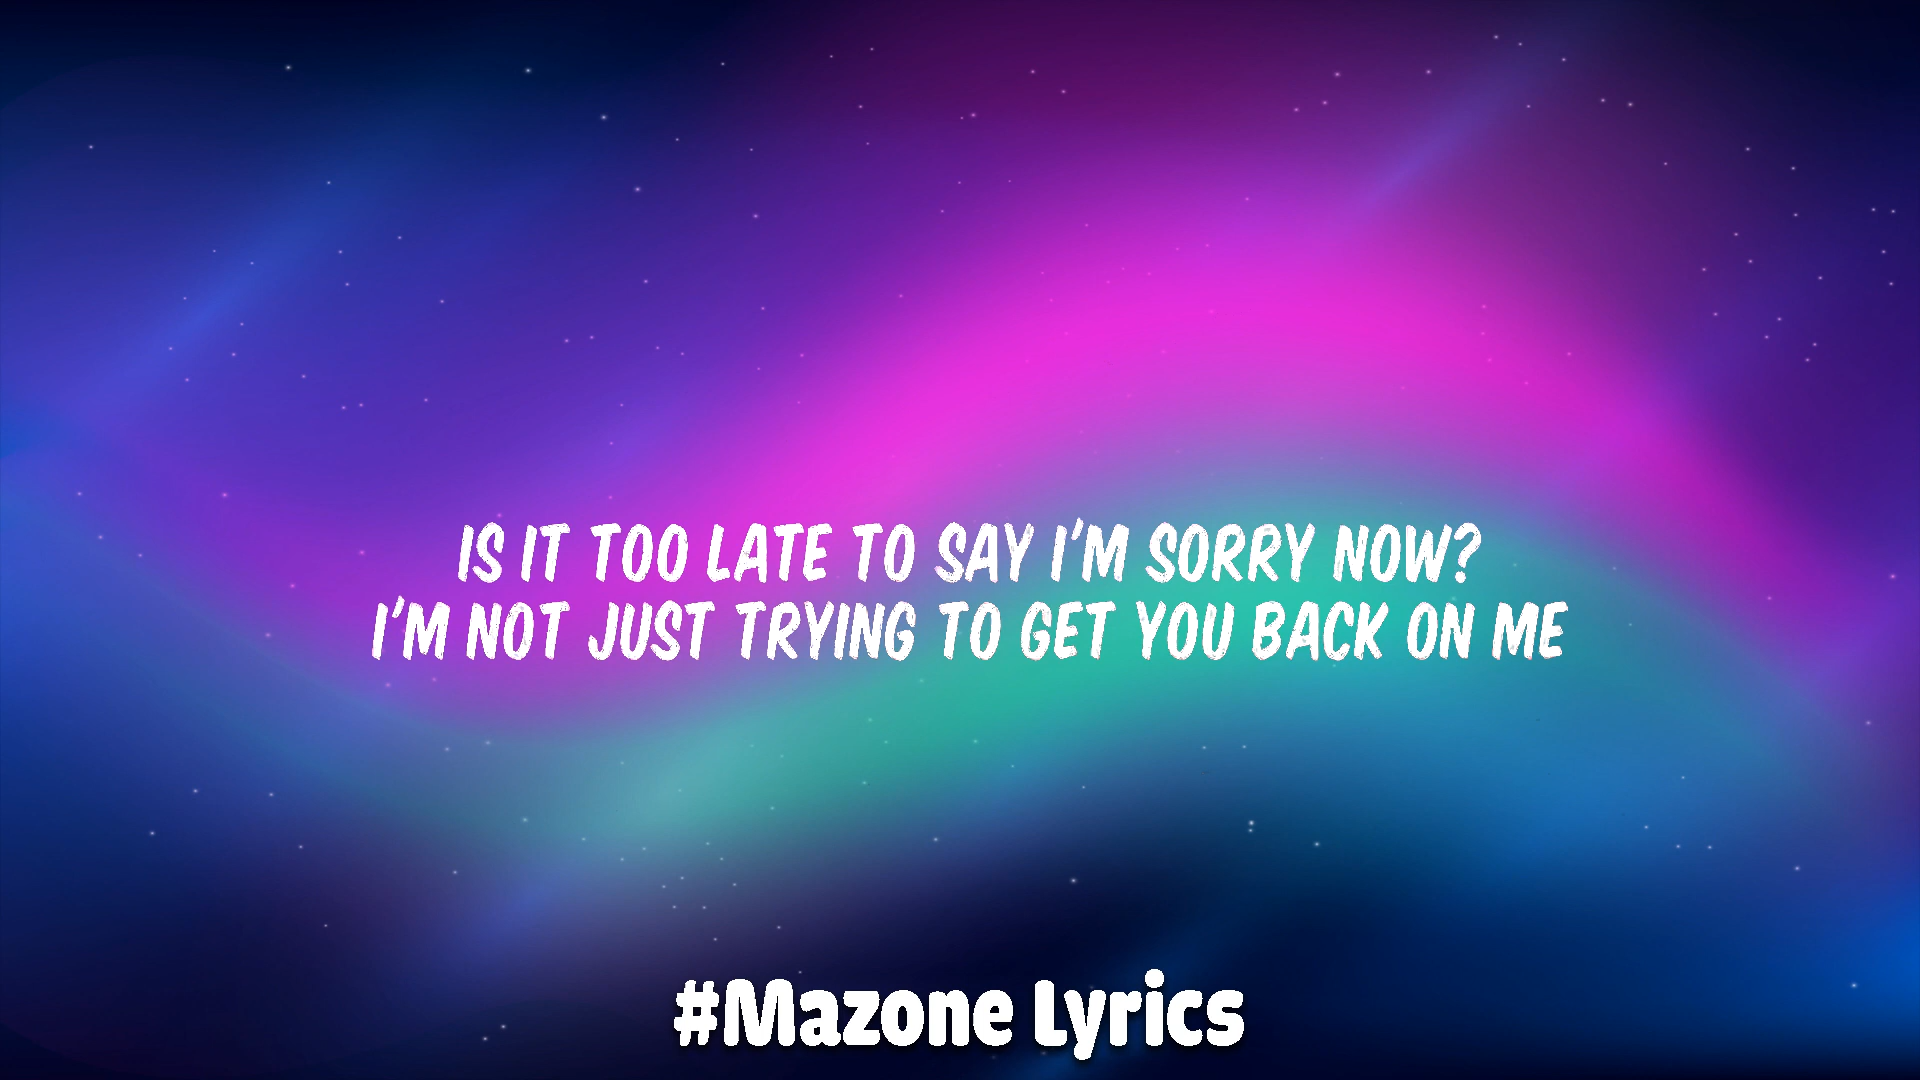 IS IT TOO LATE TO SAY I'M SORRY NOW?
I'M NOT JUST TRYING TO GET YOU BACK ON ME
#Mazone Lyrics